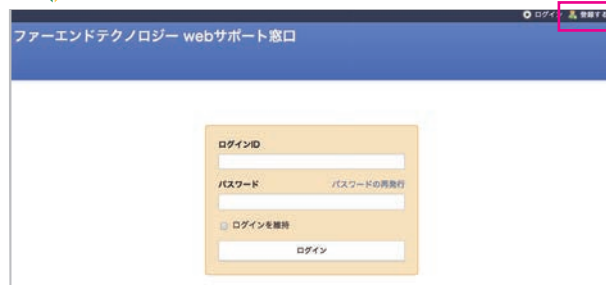 ログイン 登録する
ファーエンドテクノロジー webサポート窓口
ログインID
パスワード パスワードの再発行
ログインを維持
ログイン